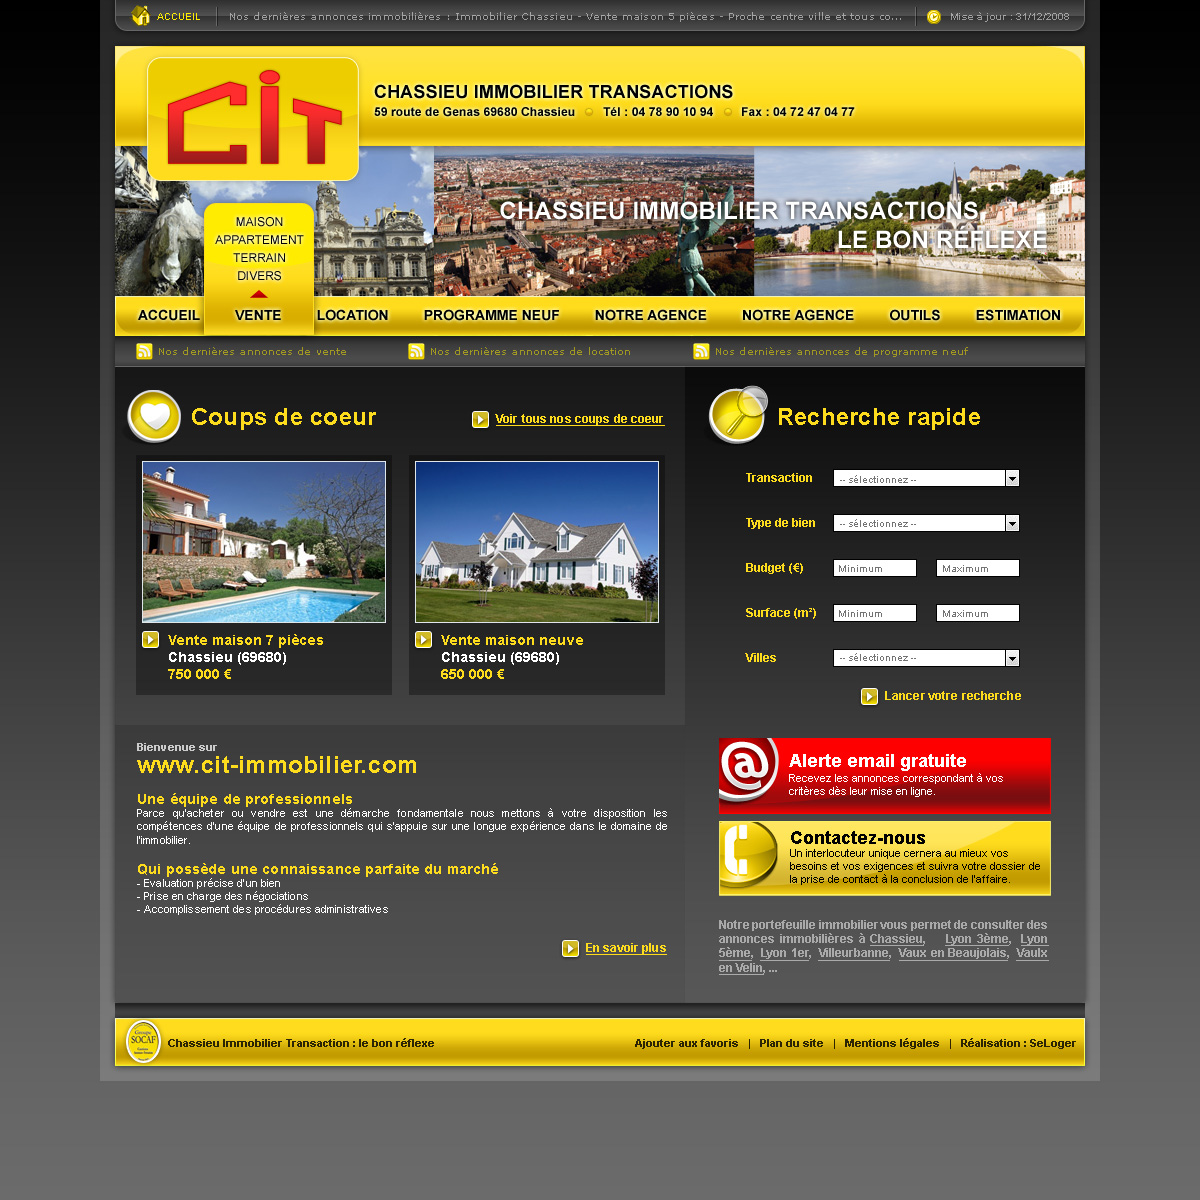 ACCUEIL
Nos dernières annonces immobilières : Immobilier Chassieu - Vente maison 5 pièces - Proche centre ville et tous co...
Mise à jour : 31/12/2008
CIT
CHASSIEU IMMOBILIER TRANSACTIONS
59 route de Genas 69680 Chassieu
Tél : 04 78 90 10 94
Fax : 04 72 47 04 77
CHASSIEU IMMOBILIER TRANSACTIONS,
LE BON RÉFLEXE
MAISON
APPARTEMENT
TERRAIN
DIVERS
ACCUEIL
VENTE
LOCATION
PROGRAMME NEUF
NOTRE AGENCE
NOTRE AGENCE
OUTILS
ESTIMATION
Nos dernières annonces de vente
Nos dernières annonces de location
Nos dernières annonces de programme neuf
Coups de coeur
Voir tous nos coups de coeur
Vente maison 7 pièces
Chassieu (69680)
750 000 €
Vente maison neuve
Chassieu (69680)
650 000 €
Recherche rapide
Transaction
-- sélectionnez --
Type de bien
-- sélectionnez --
Budget (€)
Minimum
Maximum
Surface (m²)
Minimum
Maximum
Villes
-- sélectionnez --
Lancer votre recherche
Bienvenue sur
www.cit-immobilier.com
Une équipe de professionnels
Parce qu'acheter ou vendre est une démarche fondamentale nous mettons à votre disposition les
compétences d'une équipe de professionnels qui s'appuie sur une longue expérience dans le domaine de
l'immobilier.
Qui possède une connaissance parfaite du marché
- Evaluation précise d'un bien
- Prise en charge des négociations
- Accomplissement des procédures administratives
En savoir plus
@
Alerte email gratuite
Recevez les annonces correspondant à vos
critères dès leur mise en ligne.
Contactez-nous
Un interlocuteur unique cernera au mieux vos
besoins et vos exigences et suivra votre dossier de
la prise de contact à la conclusion de l'affaire.
Notre portefeuille immobilier vous permet de consulter des
annonces immobilières à Chassieu, Lyon 3ème, Lyon
5ème, Lyon 1er, Villeurbanne, Vaux en Beaujolais, Vaulx
en Velin, ...
Groupe
SOCAF
Chassieu Immobilier Transaction : le bon réflexe
Ajouter aux favoris | Plan du site | Mentions légales | Réalisation : SeLoger